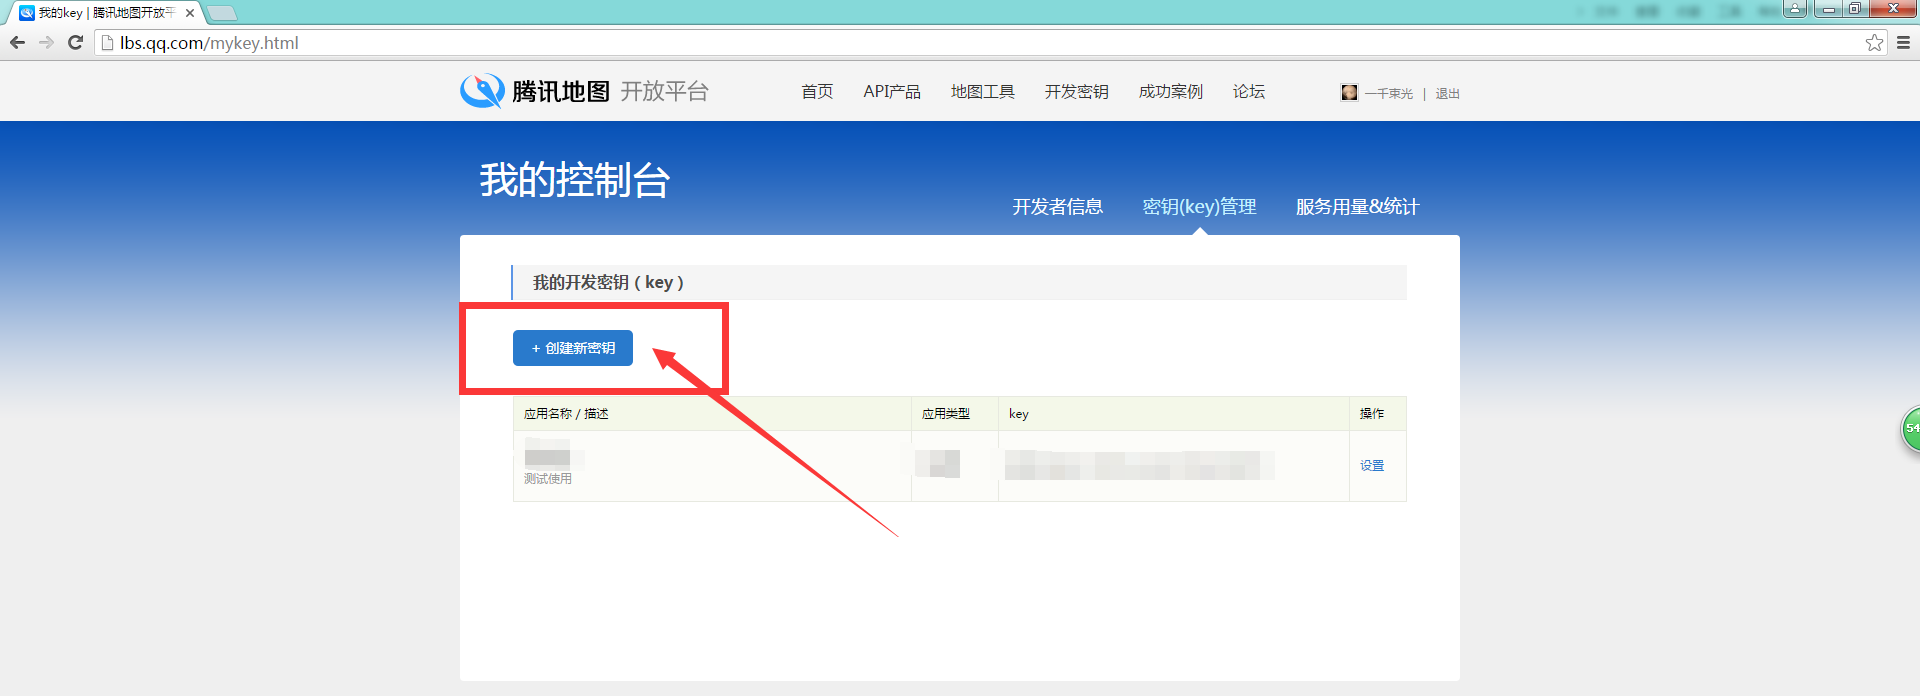 我的key | 腾讯地图开放平
lbs.qq.com/mykey.html
腾讯地图 开放平台
首页 API产品 地图工具 开发密钥 成功案例 论坛
一千束光 | 退出
我的控制台
开发者信息 密钥(key)管理 服务用量&统计
我的开发密钥 ( key )
+ 创建新密钥
应用名称 / 描述 应用类型 key 操作
测试使用
设置
54